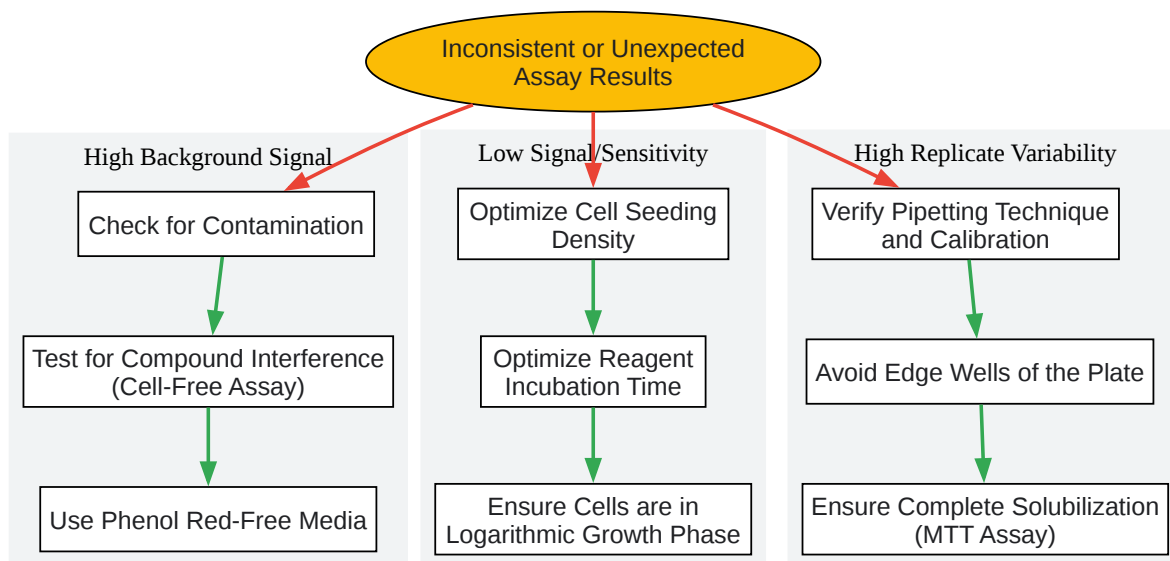 Inconsistent or Unexpected
Assay Results
High Background Signal
Check for Contamination
Test for Compound Interference
(Cell-Free Assay)
Use Phenol Red-Free Media
Low Signal/Sensitivity
Optimize Cell Seeding
Density
Optimize Reagent
Incubation Time
Ensure Cells are in
Logarithmic Growth Phase
High Replicate Variability
Verify Pipetting Technique
and Calibration
Avoid Edge Wells of the Plate
Ensure Complete Solubilization
(MTT Assay)